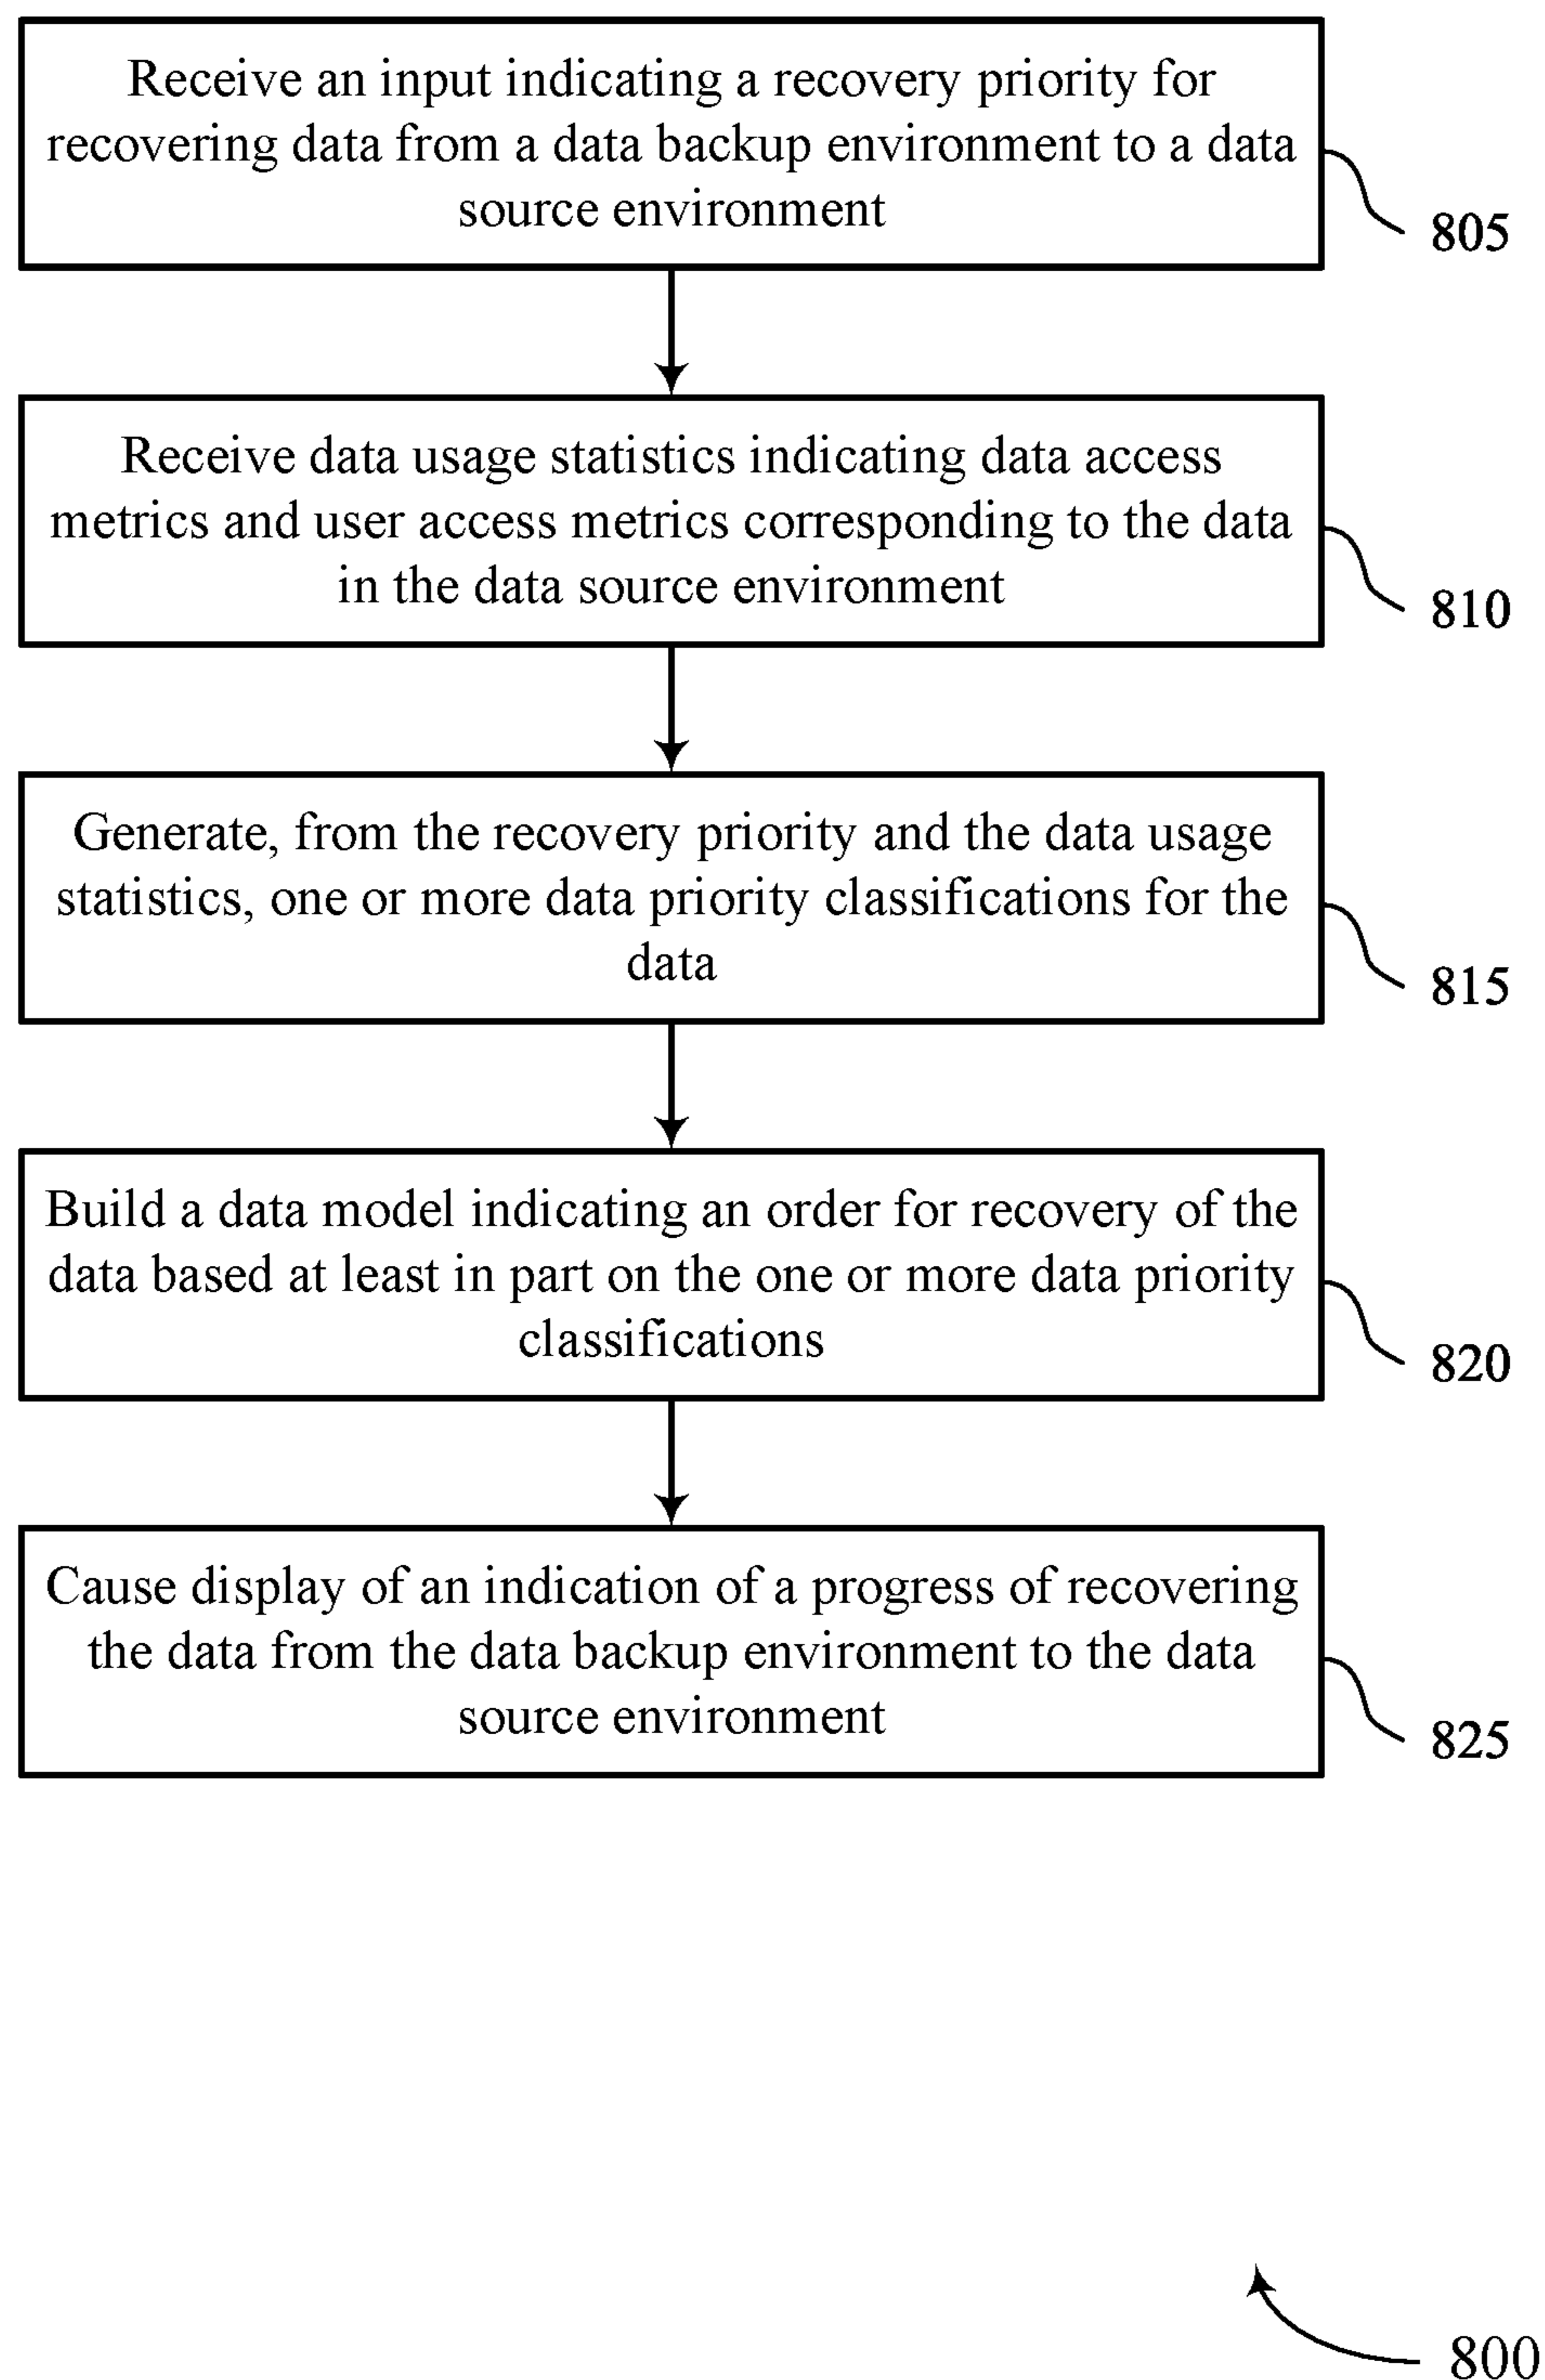 Receive an input indicating a recovery priority for
recovering data from a data backup environment to a data
source environment
805
Receive data usage statistics indicating data access
metrics and user access metrics corresponding to the data
in the data source environment
810
Generate, from the recovery priority and the data usage
statistics, one or more data priority classifications for the
data
815
Build a data model indicating an order for recovery of the
data based at least in part on the one or more data priority
classifications
820
Cause display of an indication of a progress of recovering
the data from the data backup environment to the data
source environment
825
800